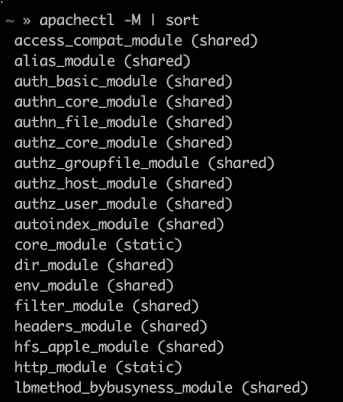 ~ » apachectl -M | sort
access_compat_module (shared)
alias_module (shared)
auth_basic_module (shared)
authn_core_module (shared)
authn_file_module (shared)
authz_core_module (shared)
authz_groupfile_module (shared)
authz_host_module (shared)
authz_user_module (shared)
autoindex_module (shared)
core_module (static)
dir_module (shared)
env_module (shared)
filter_module (shared)
headers_module (shared)
hfs_apple_module (shared)
http_module (static)
lbmethod_bybusyness_module (shared)